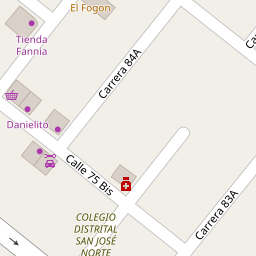 El Fogon
Tienda
Fannia
Carrera 84A
Danielito
Calle 75 Bis
Carrera 83A
COLEGIO
DISTRITAL
SAN JOSÉ
NORTE